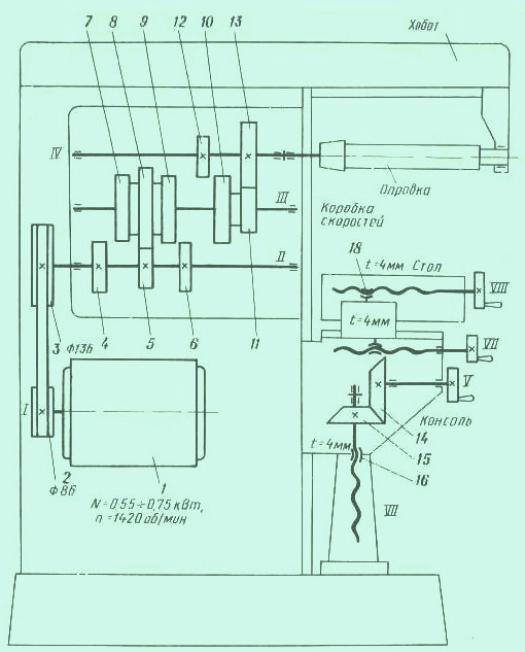 7 8 9 12 10 13
Хобот
IV
Оправка
III
Коробка
скоростей
II
18
t=4мм Стол
VIII
t=4мм
VII
4 5 6 11
3 Ф136
V
I
14
Консоль
15
t=4мм
16
2
Ф86
1
N=0,55÷0,75 кВт,
n=1420 об/мин
VII